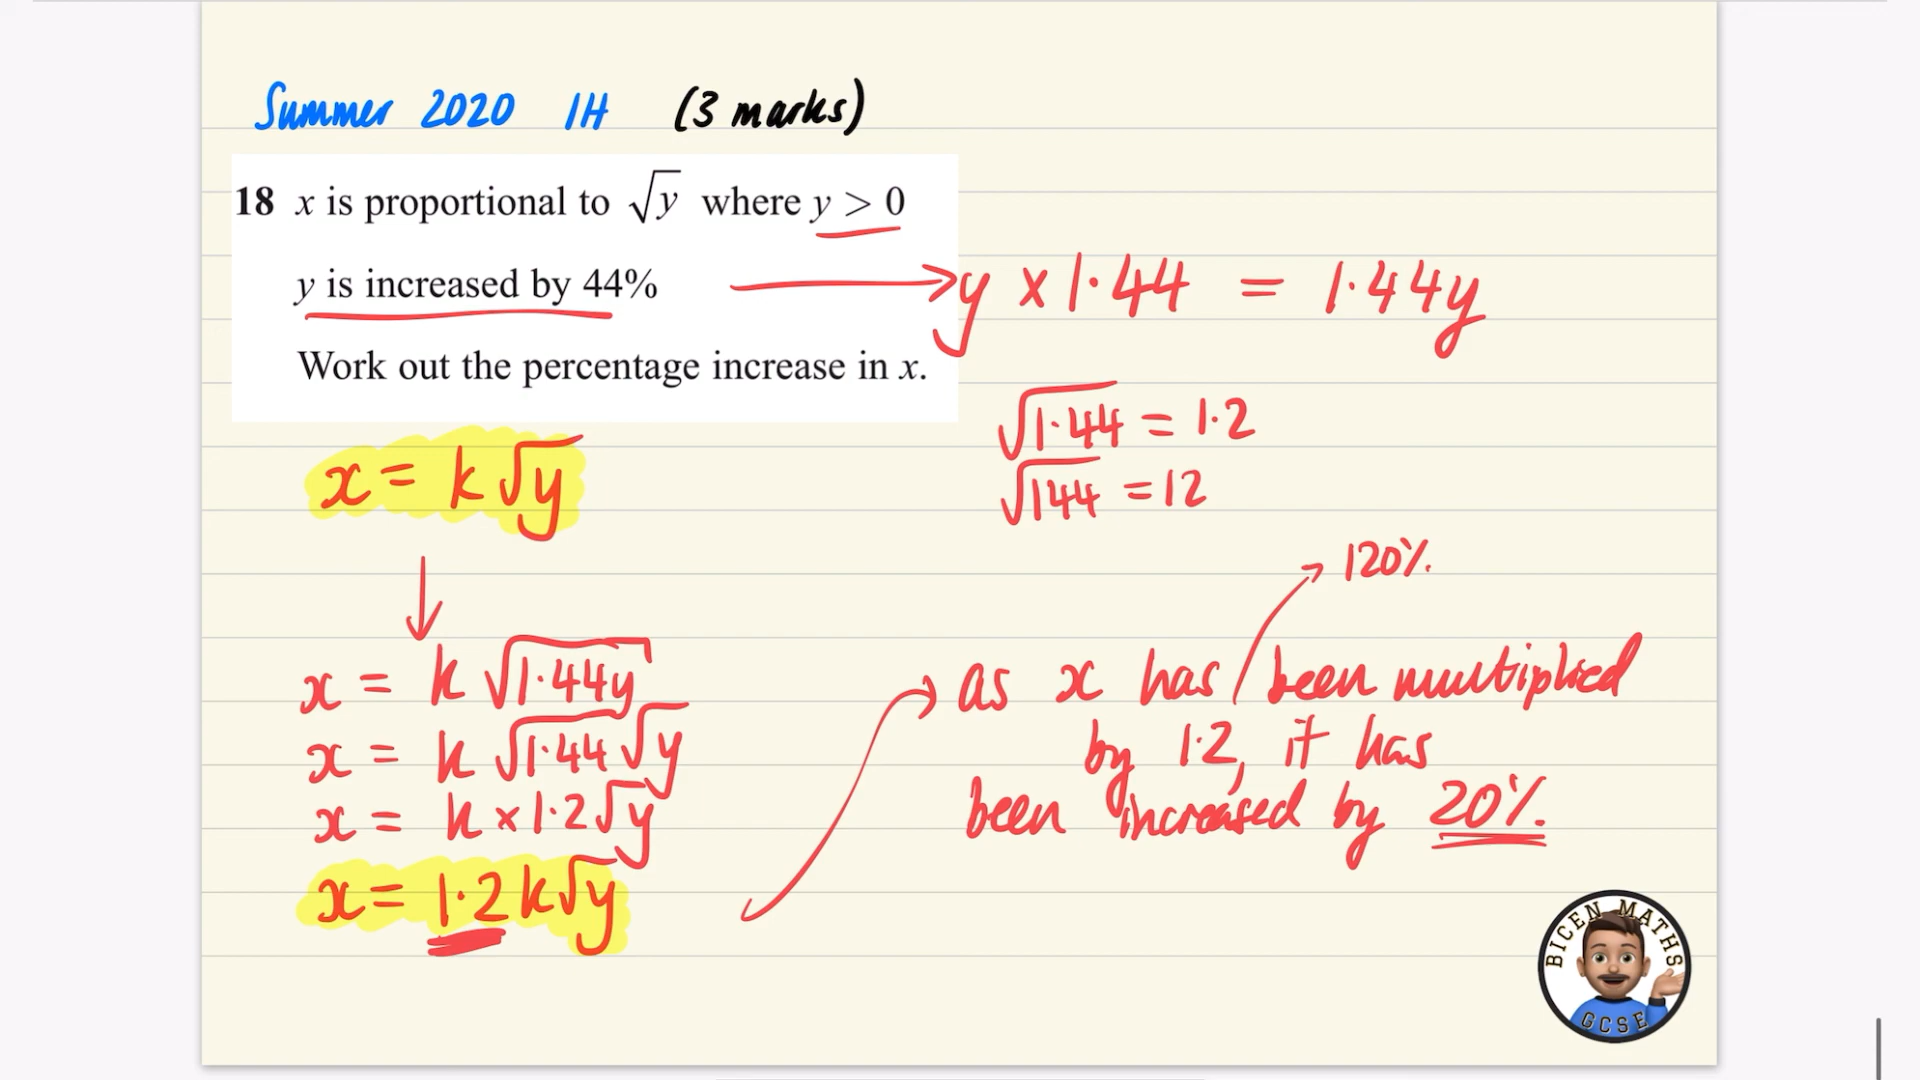 Summer 2020 1H (3 marks)
18 x is proportional to √y where y > 0
y is increased by 44% → y × 1·44 = 1·44y
Work out the percentage increase in x.
√1·44 = 1·2
√144 = 12
x = k√y
↓
x = k√1·44y
x = k√1·44√y
x = k × 1·2√y
x = 1·2k√y
→ 120%
as x has been multiplied
by 1·2, it has
been increased by 20%.
BICEN MATHS
GCSE